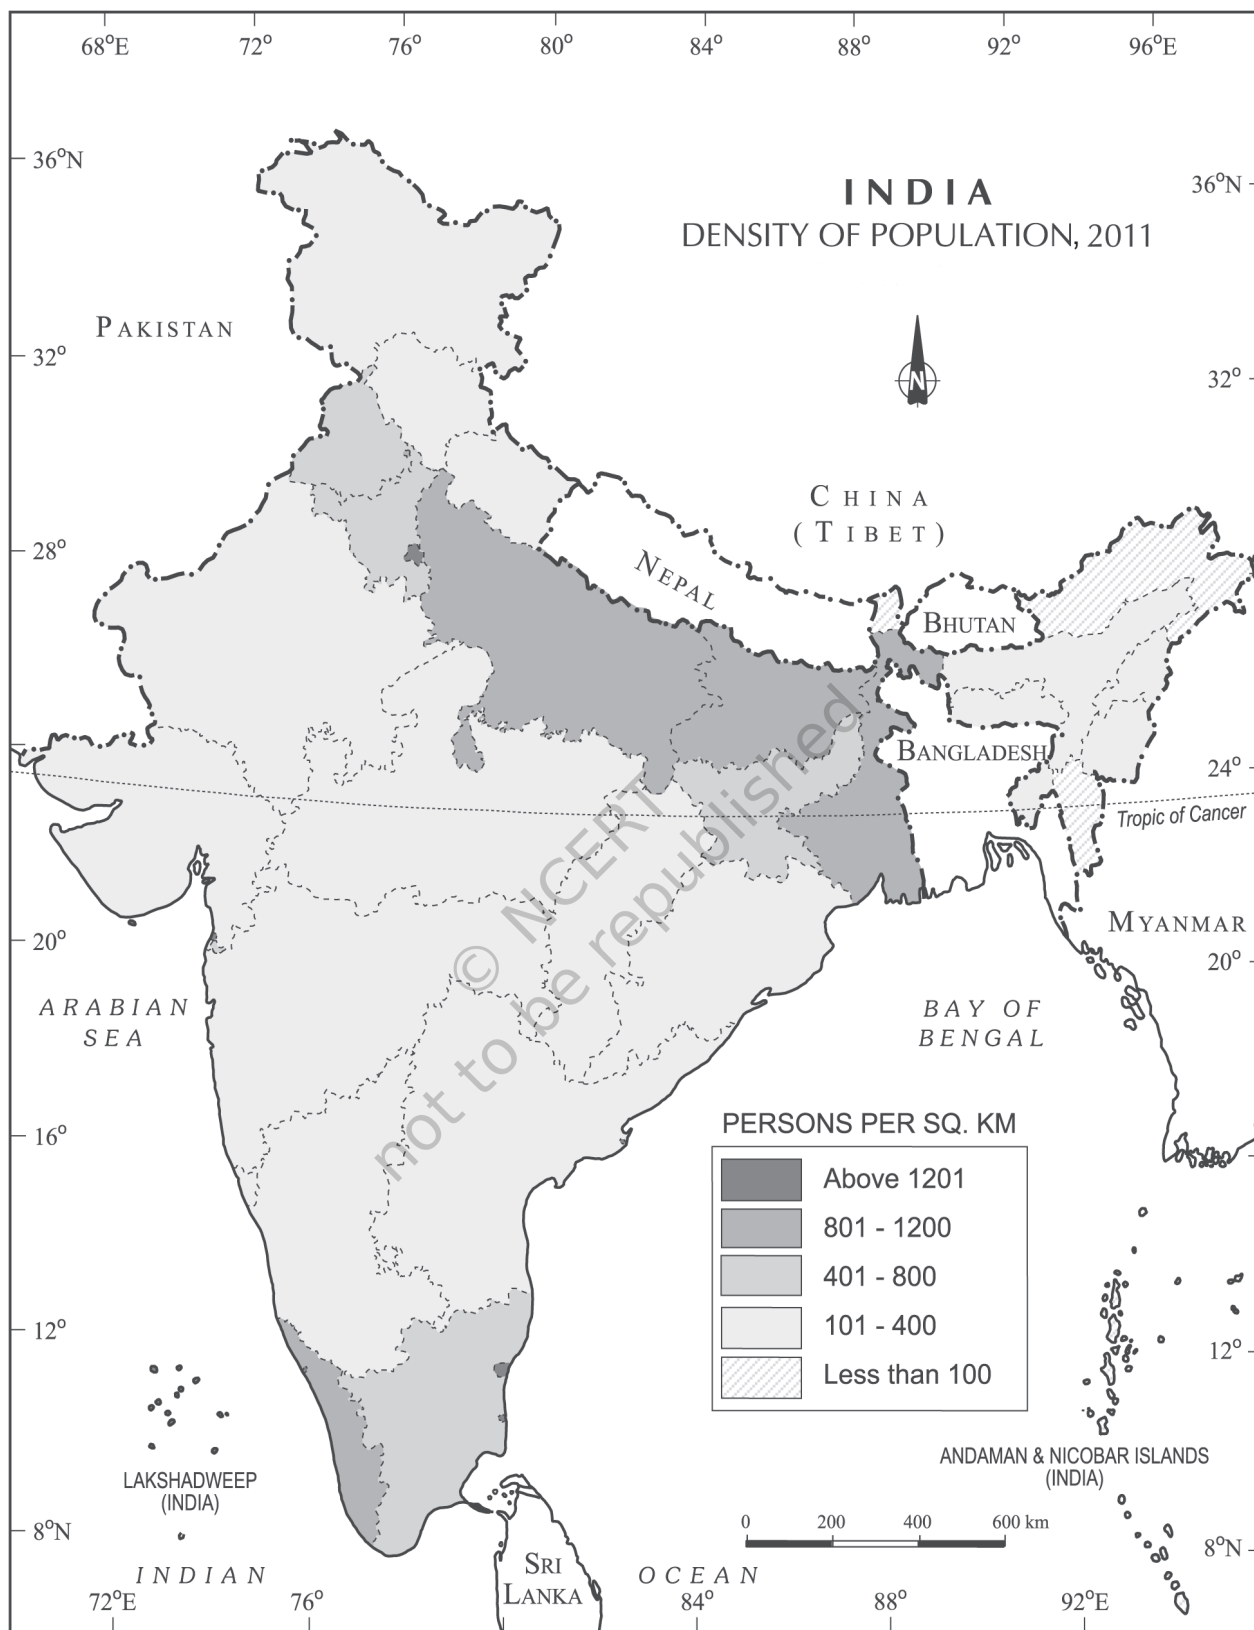 68°E 72° 76° 80° 84° 88° 92° 96°E
36°N
INDIA
36°N
DENSITY OF POPULATION, 2011
PAKISTAN
32°
32°
N
CHINA
(TIBET)
28°
28°
NEPAL
BHUTAN
BANGLADESH
24°
Tropic of Cancer
© NCERT
not to be republished
MYANMAR
20°
20°
ARABIAN
SEA
BAY OF
BENGAL
16°
PERSONS PER SQ. KM
Above 1201
801 - 1200
401 - 800
101 - 400
Less than 100
12°
12°
LAKSHADWEEP
(INDIA)
ANDAMAN & NICOBAR ISLANDS
(INDIA)
0 200 400 600 km
8°N
8°N
SRI
LANKA
INDIAN
OCEAN
72°E 76° 84° 88° 92°E